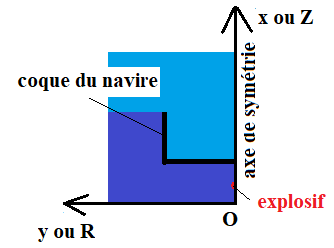 x ou Z
coque du navire
axe de symétrie
explosif
y ou R
O